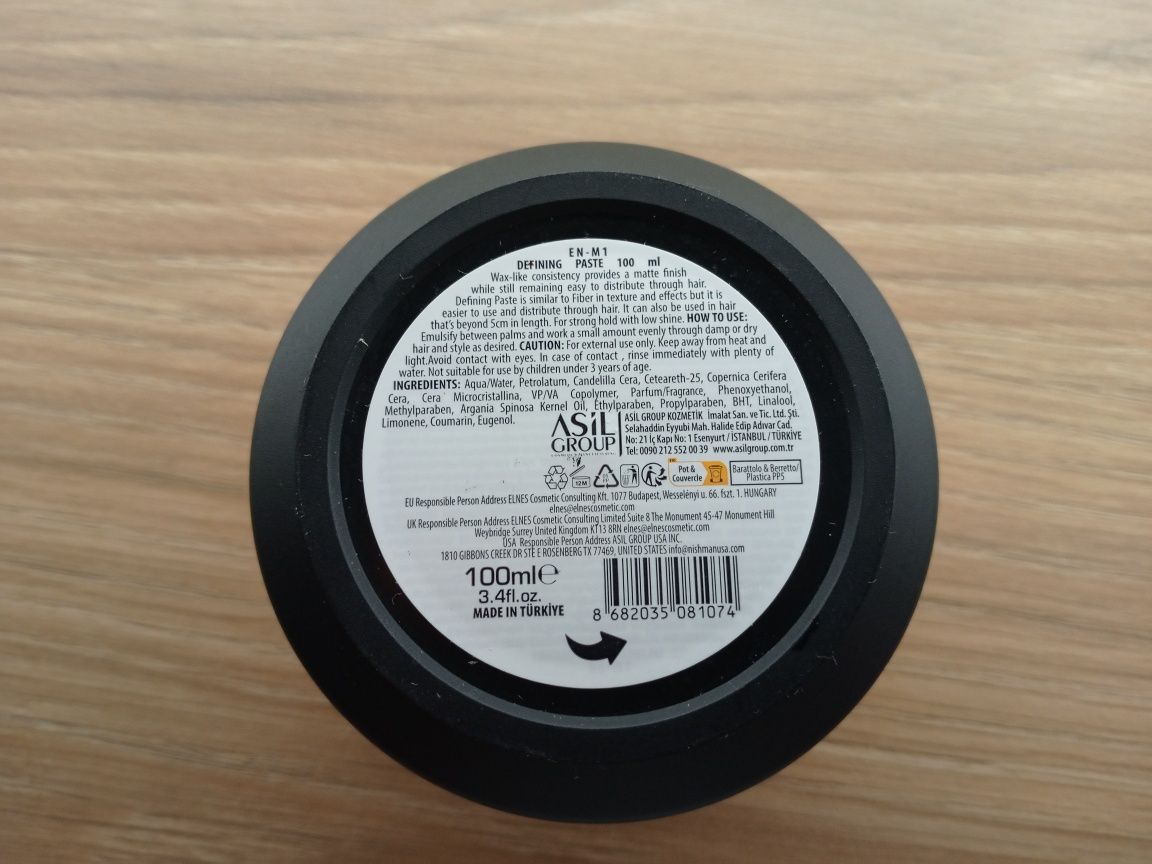 EN-M1
DEFINING PASTE 100 ml
Wax-like consistency provides a matte finish
while still remaining easy to distribute through hair.
Defining Paste is similar to Fiber in texture and effects but it is
easier to use and distribute through hair. It can also be used in hair
that's beyond 5cm in length. For strong hold with low shine. HOW TO USE:
Emulsify between palms and work a small amount evenly through damp or dry
hair and style as desired. CAUTION: For external use only. Keep away from heat and
light.Avoid contact with eyes. In case of contact , rinse immediately with plenty of
water. Not suitable for use by children under 3 years of age.
INGREDIENTS: Aqua/Water, Petrolatum, Candelilla Cera, Ceteareth-25, Copernica Cerifera
Cera, Cera Microcristallina, VP/VA Copolymer, Parfum/Fragrance, Phenoxyethanol,
Methylparaben, Argania Spinosa Kernel Oil, Ethylparaben, Propylparaben, BHT, Linalool,
Limonene, Coumarin, Eugenol.
ASİL
GROUP
ASIL GROUP KOZMETİK İmalat San. ve Tic. Ltd. Şti.
Selahaddin Eyyubi Mah. Halide Edip Adıvar Cad.
No: 21 İç Kapı No: 1 Esenyurt / İSTANBUL / TÜRKİYE
Tel: 0090 212 552 00 39 www.asilgroup.com.tr
12M
Pot &
Couvercle
Barattolo & Berretto/
Plastica PP5
EU Responsible Person Address ELNES Cosmetic Consulting Kft. 1077 Budapest, Wesselényi u. 66. fszt. 1. HUNGARY
elnes@elnescosmetic.com
UK Responsible Person Address ELNES Cosmetic Consulting Limited Suite 8 The Monument 45-47 Monument Hill
Weybridge Surrey United Kingdom KT13 8RN elnes@elnescosmetic.com
USA Responsible Person Address ASIL GROUP USA INC.
1810 GIBBONS CREEK DR STE E ROSENBERG TX 77469, UNITED STATES info@nishmanusa.com
100ml℮
3.4fl.oz.
MADE IN TÜRKİYE
8 682035 081074